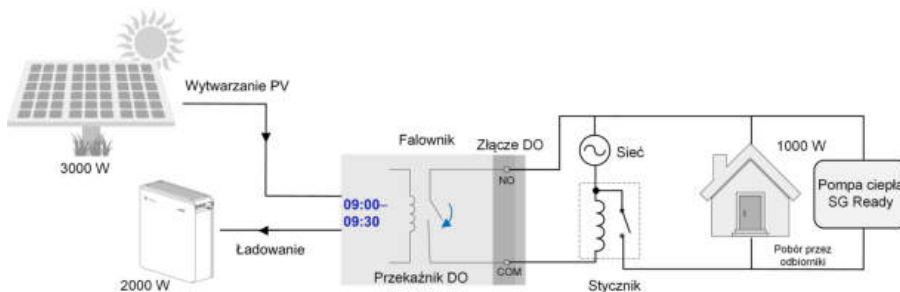 Wytwarzanie PV
3000 W
Falownik
Złącze DO
NO
Sieć
1000 W
Pompa ciepła
SG Ready
09:00–
09:30
Ładowanie
2000 W
Przekaźnik DO
COM
Stycznik
Pobór przez
odbiorniki